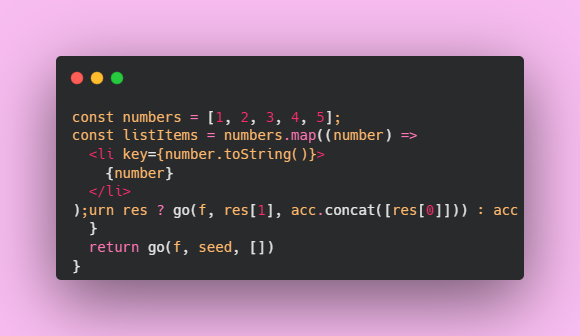 const numbers = [1, 2, 3, 4, 5];
const listItems = numbers.map((number) =>
  <li key={number.toString()}>
    {number}
  </li>
);urn res ? go(f, res[1], acc.concat([res[0]])) : acc
  }
  return go(f, seed, [])
}